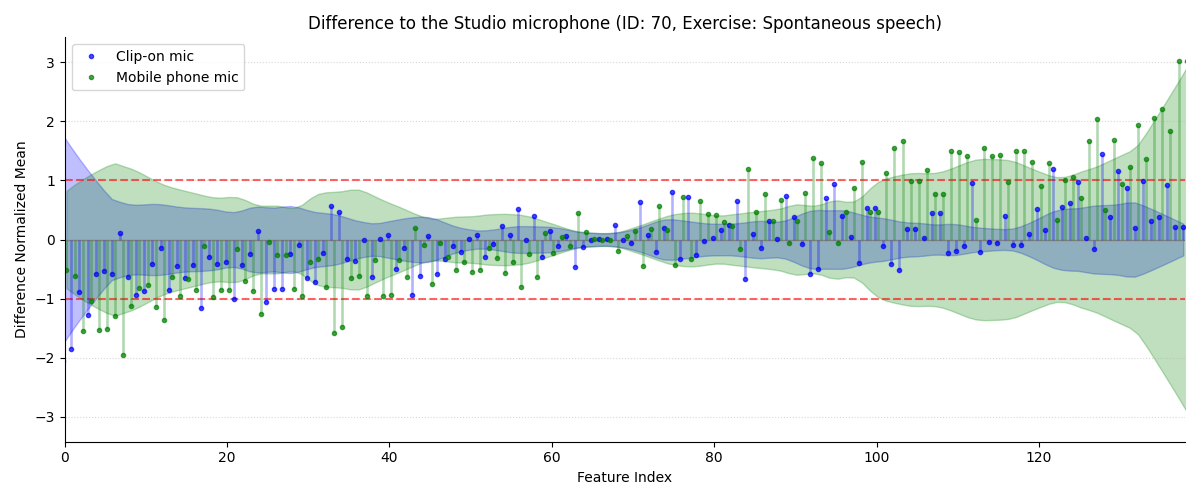 Difference to the Studio microphone (ID: 70, Exercise: Spontaneous speech)
Clip-on mic
Mobile phone mic
Difference Normalized Mean
3
2
1
0
−1
−2
−3
0 20 40 60 80 100 120
Feature Index